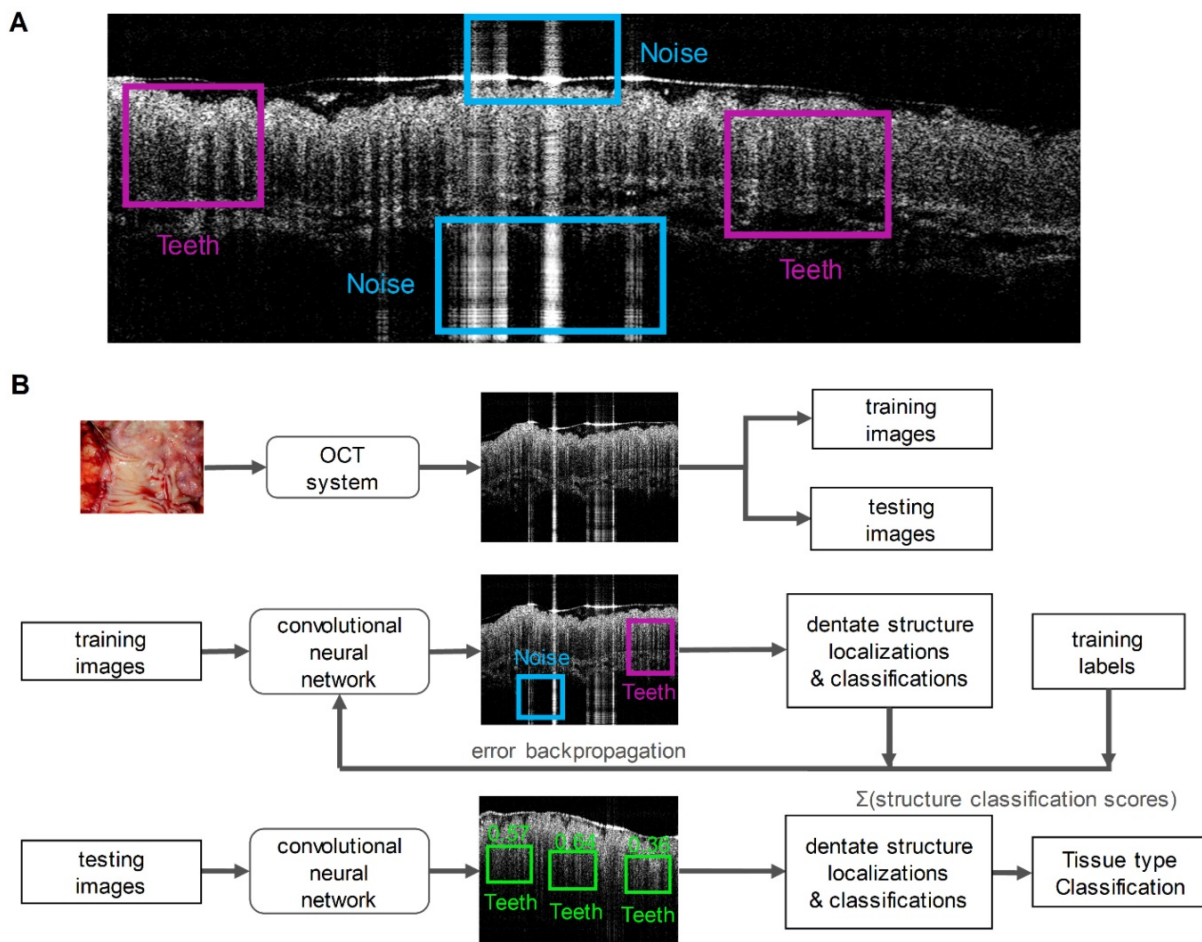 A
Noise
Teeth
Noise
Teeth
B
OCT
system
training
images
testing
images
training
images
convolutional
neural
network
Noise
Teeth
dentate structure
localizations
& classifications
training
labels
error backpropagation
Σ(structure classification scores)
testing
images
convolutional
neural
network
0.57 0.64 0.36
Teeth Teeth Teeth
dentate structure
localizations
& classifications
Tissue type
Classification